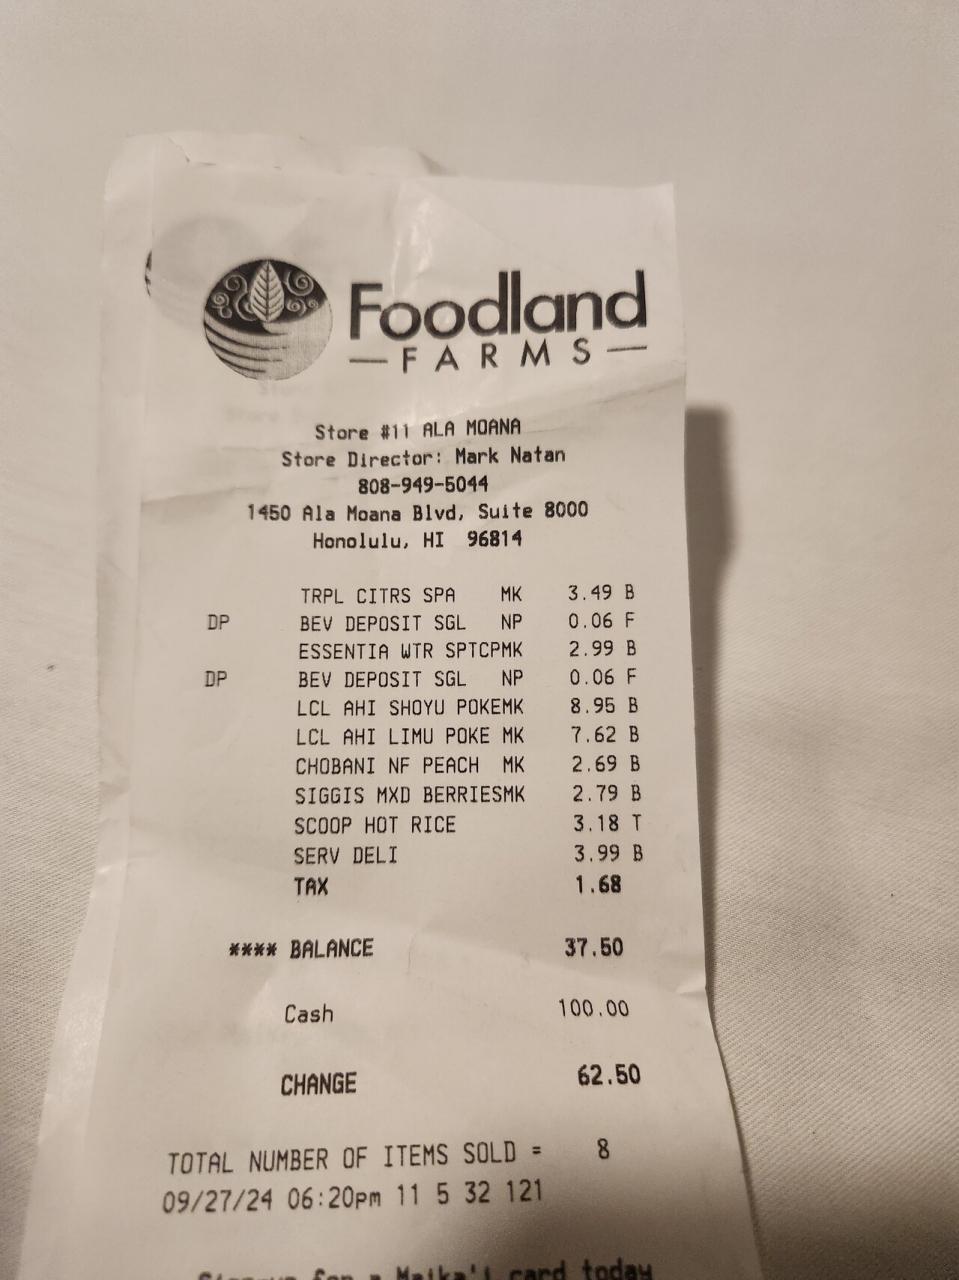 Foodland
FARMS
Store #11 ALA MOANA
Store Director: Mark Natan
808-949-5044
1450 Ala Moana Blvd, Suite 8000
Honolulu, HI 96814
TRPL CITRS SPA MK 3.49 B
DP BEV DEPOSIT SGL NP 0.06 F
ESSENTIA WTR SPTCPMK 2.99 B
DP BEV DEPOSIT SGL NP 0.06 F
LCL AHI SHOYU POKEMK 8.95 B
LCL AHI LIMU POKE MK 7.62 B
CHOBANI NF PEACH MK 2.69 B
SIGGIS MXD BERRIESMK 2.79 B
SCOOP HOT RICE 3.18 T
SERV DELI 3.99 B
TAX 1.68
**** BALANCE 37.50
Cash 100.00
CHANGE 62.50
TOTAL NUMBER OF ITEMS SOLD = 8
09/27/24 06:20pm 11 5 32 121
for a Maika'i card today